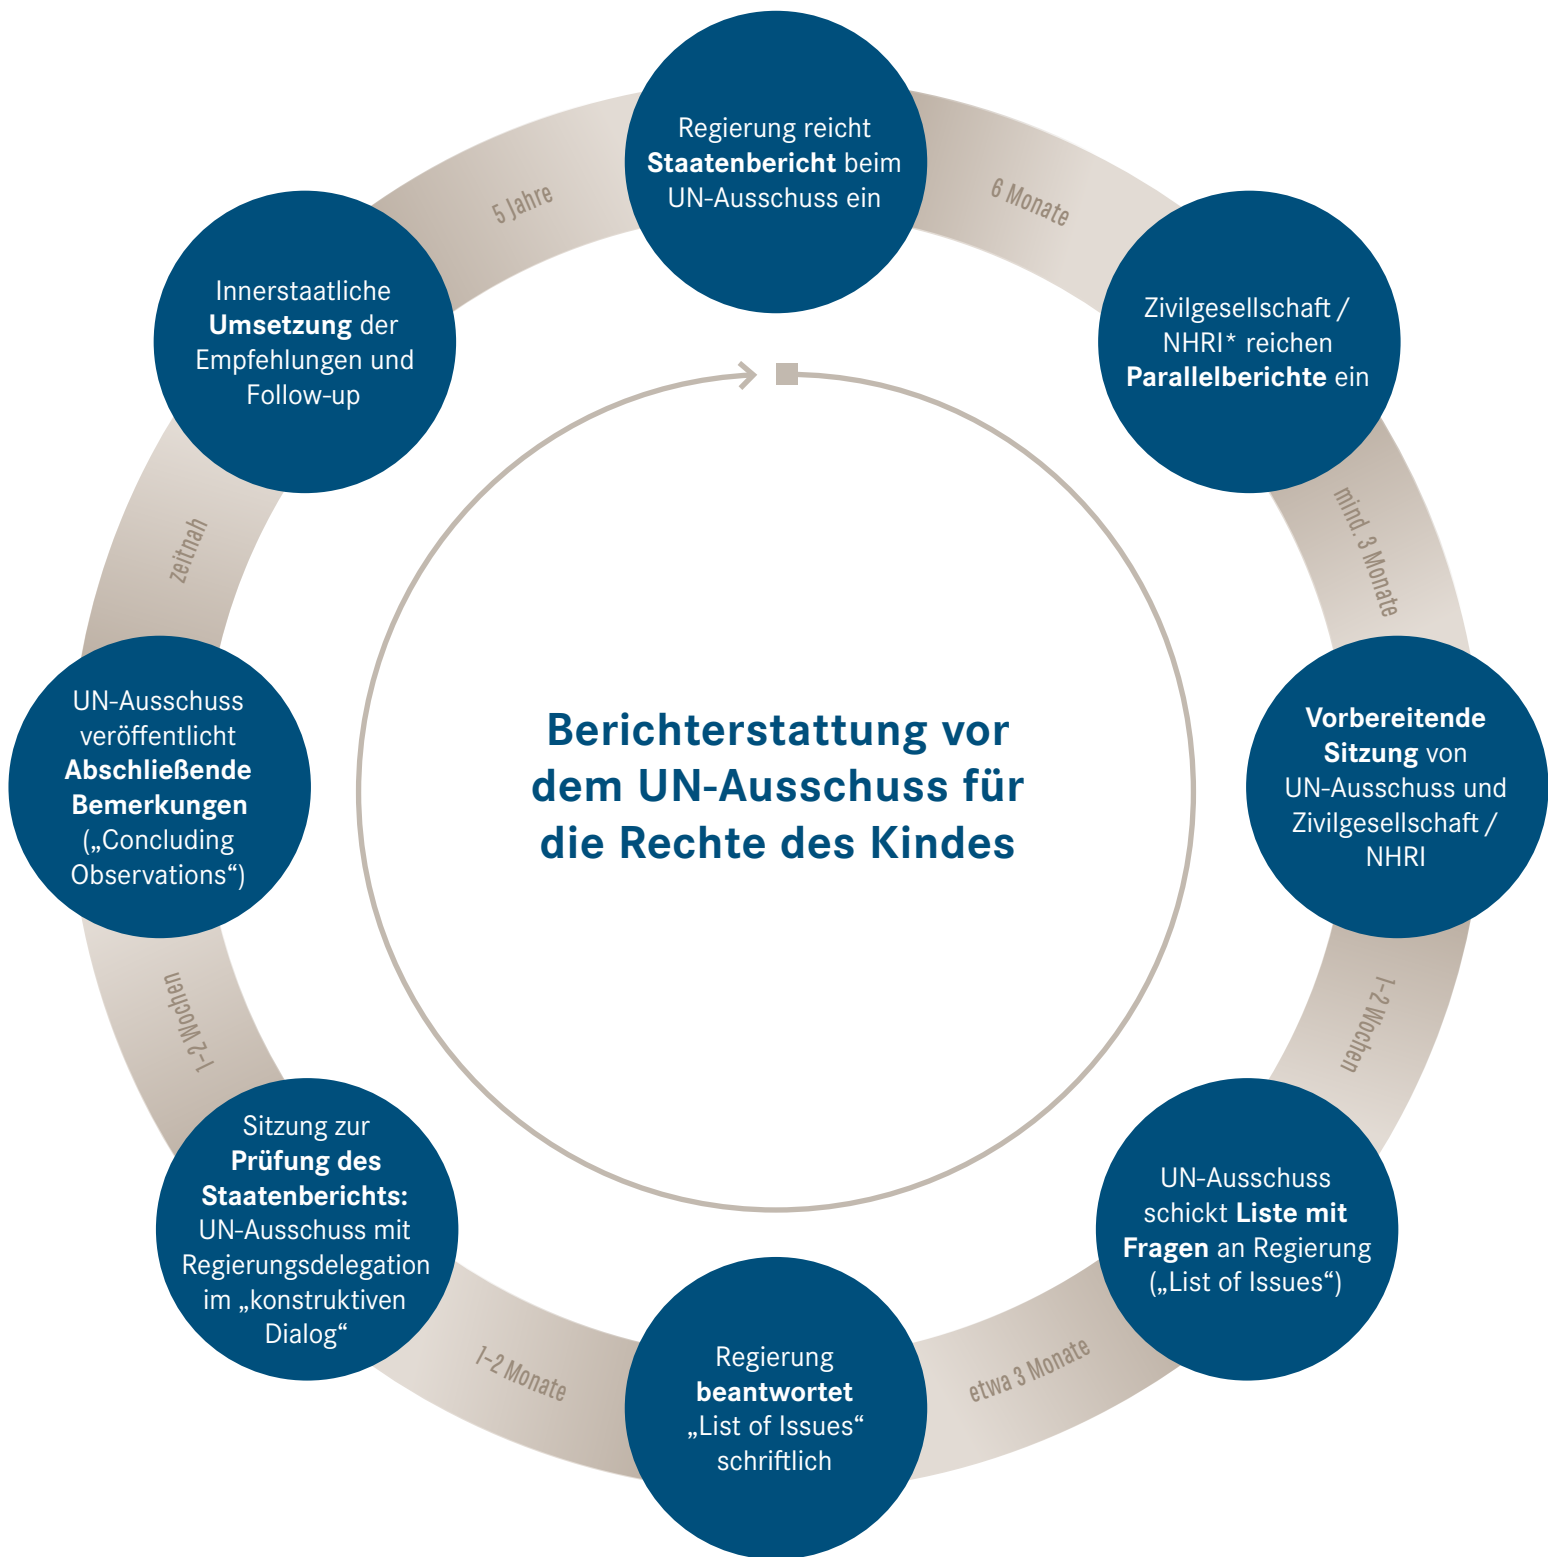 Berichterstattung vor
dem UN-Ausschuss für
die Rechte des Kindes
Regierung reicht
Staatenbericht beim
UN-Ausschuss ein
6 Monate
Zivilgesellschaft /
NHRI* reichen
Parallelberichte ein
mind. 3 Monate
Vorbereitende
Sitzung von
UN-Ausschuss und
Zivilgesellschaft /
NHRI
1–2 Wochen
UN-Ausschuss
schickt Liste mit
Fragen an Regierung
(„List of Issues“)
etwa 3 Monate
Regierung
beantwortet
„List of Issues“
schriftlich
1–2 Monate
Sitzung zur
Prüfung des
Staatenberichts:
UN-Ausschuss mit
Regierungsdelegation
im „konstruktiven
Dialog“
1–2 Wochen
UN-Ausschuss
veröffentlicht
Abschließende
Bemerkungen
(„Concluding
Observations“)
zeitnah
Innerstaatliche
Umsetzung der
Empfehlungen und
Follow-up
5 Jahre